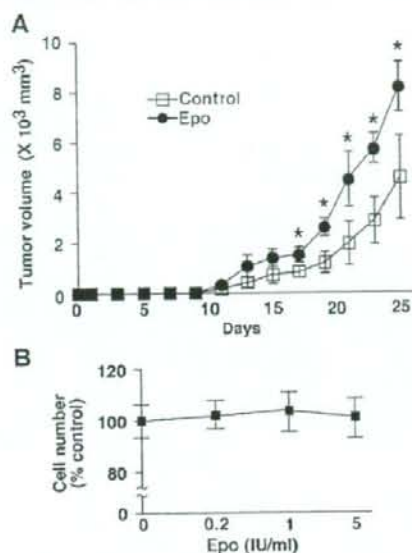 A
Tumor volume (X 10³ mm³)
10
8
6
4
2
0
Control
Epo
* * * * *
0 5 10 15 20 25
Days
B
Cell number
(% control)
120
100
80
0
0 0.2 1 5
Epo (IU/ml)